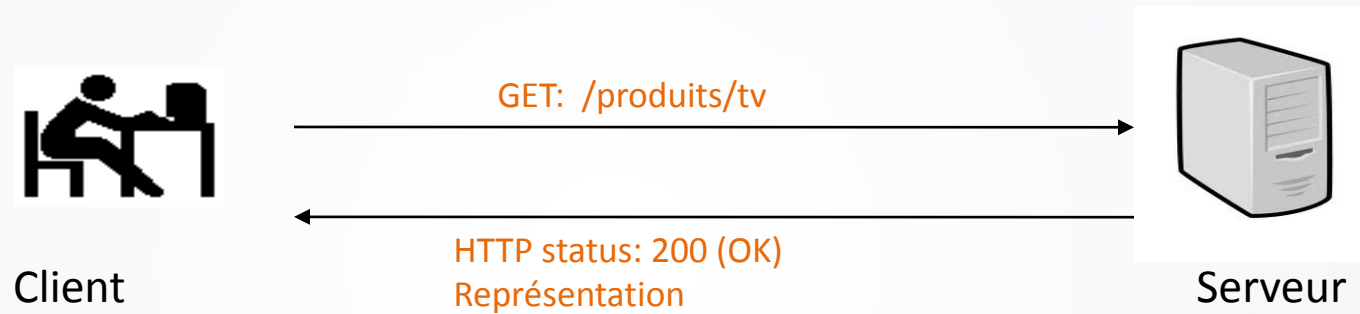 GET: /produits/tv
HTTP status: 200 (OK)
Représentation
Client
Serveur